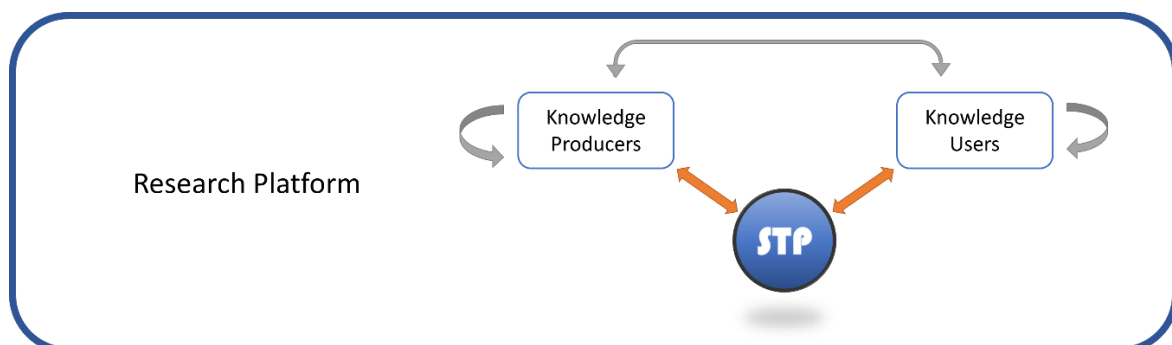 Research Platform
Knowledge
Producers
Knowledge
Users
STP